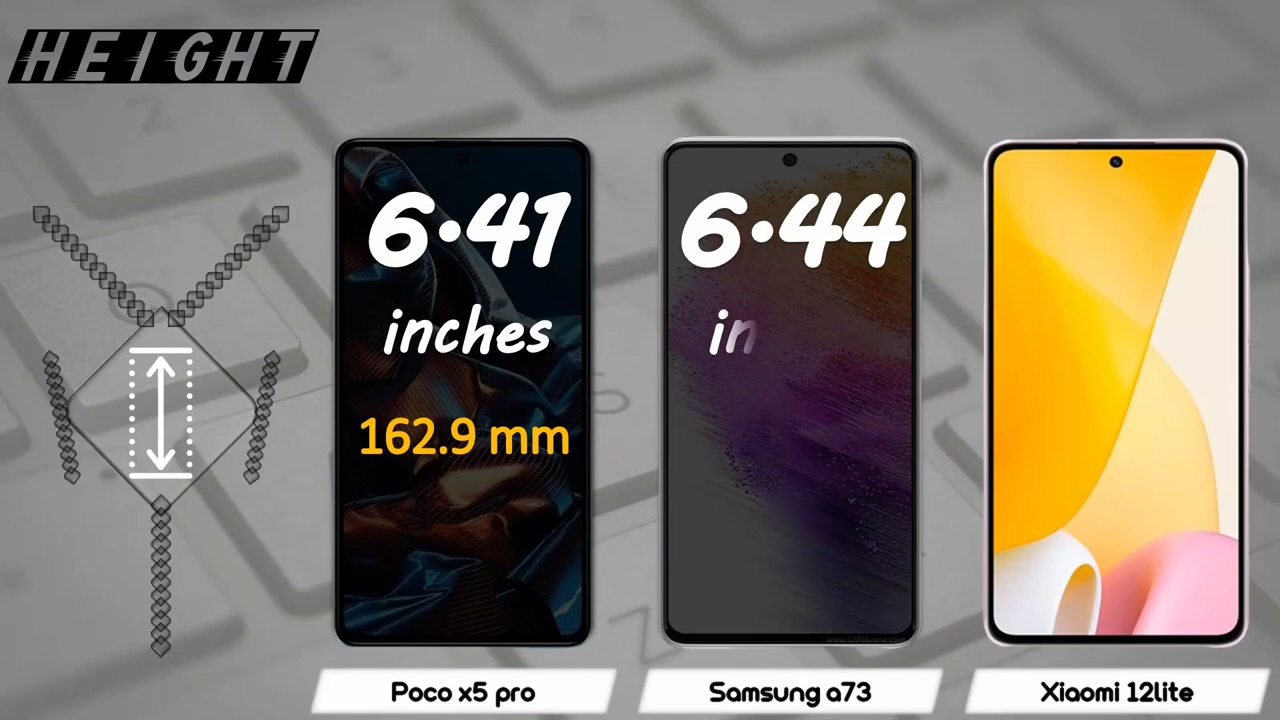 HEIGHT
6.41
inches
162.9 mm
6.44
in
Poco x5 pro
Samsung a73
Xiaomi 12lite